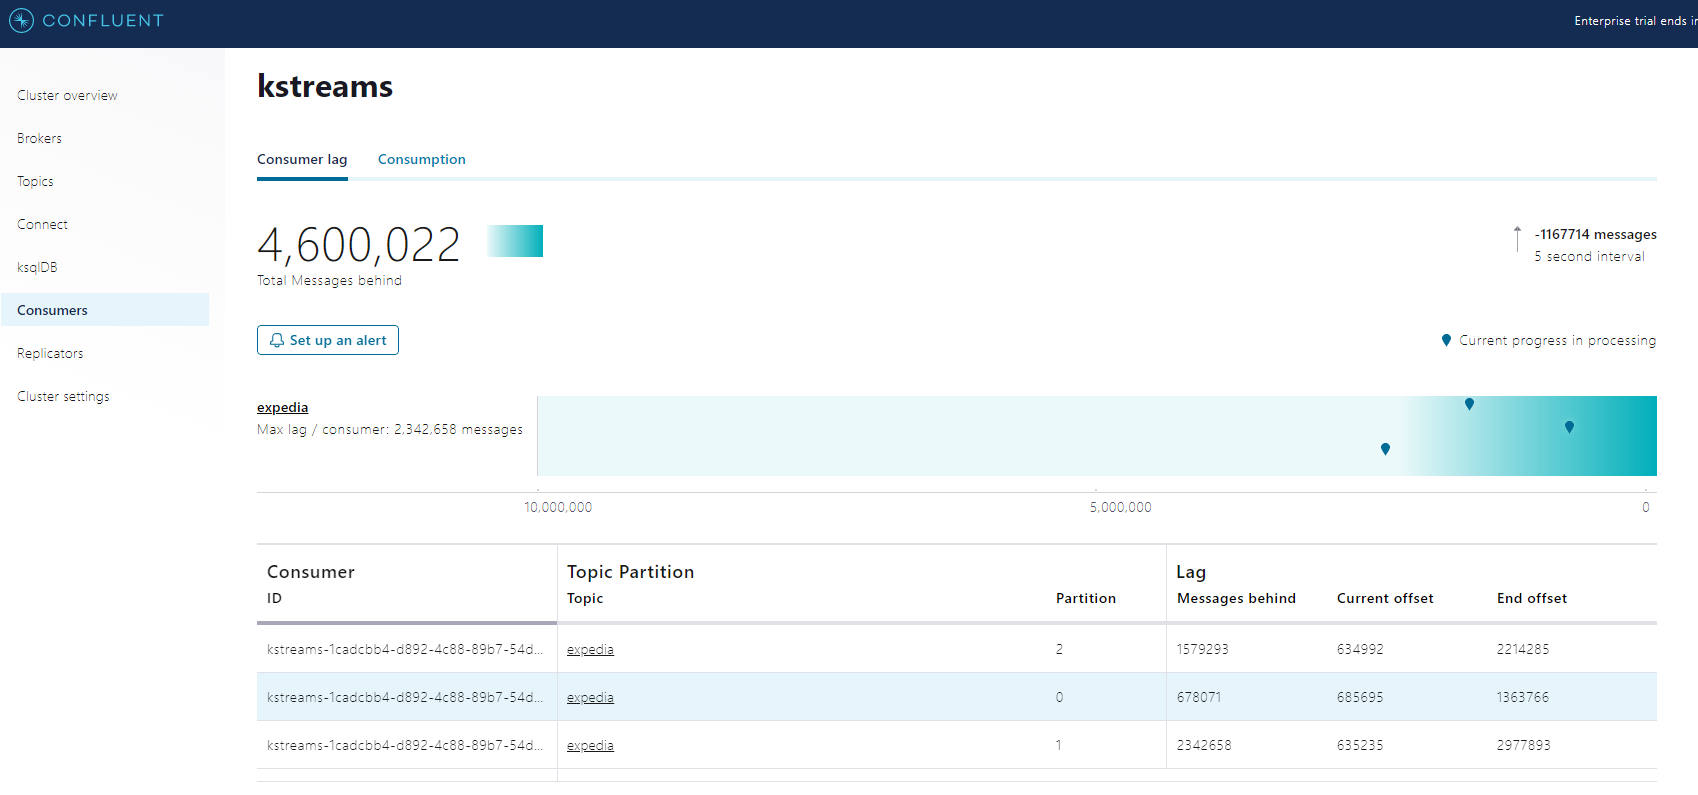 CONFLUENT
Enterprise trial ends in
Cluster overview
Brokers
Topics
Connect
ksqlDB
Consumers
Replicators
Cluster settings
kstreams
Consumer lag Consumption
4,600,022
Total Messages behind
-1167714 messages
5 second interval
Set up an alert
Current progress in processing
expedia
Max lag / consumer: 2,342,658 messages
10,000,000 5,000,000 0
Consumer Topic Partition Lag
ID Topic Partition Messages behind Current offset End offset
kstreams-1cadcbb4-d892-4c88-89b7-54d... expedia 2 1579293 634992 2214285
kstreams-1cadcbb4-d892-4c88-89b7-54d... expedia 0 678071 685695 1363766
kstreams-1cadcbb4-d892-4c88-89b7-54d... expedia 1 2342658 635235 2977893